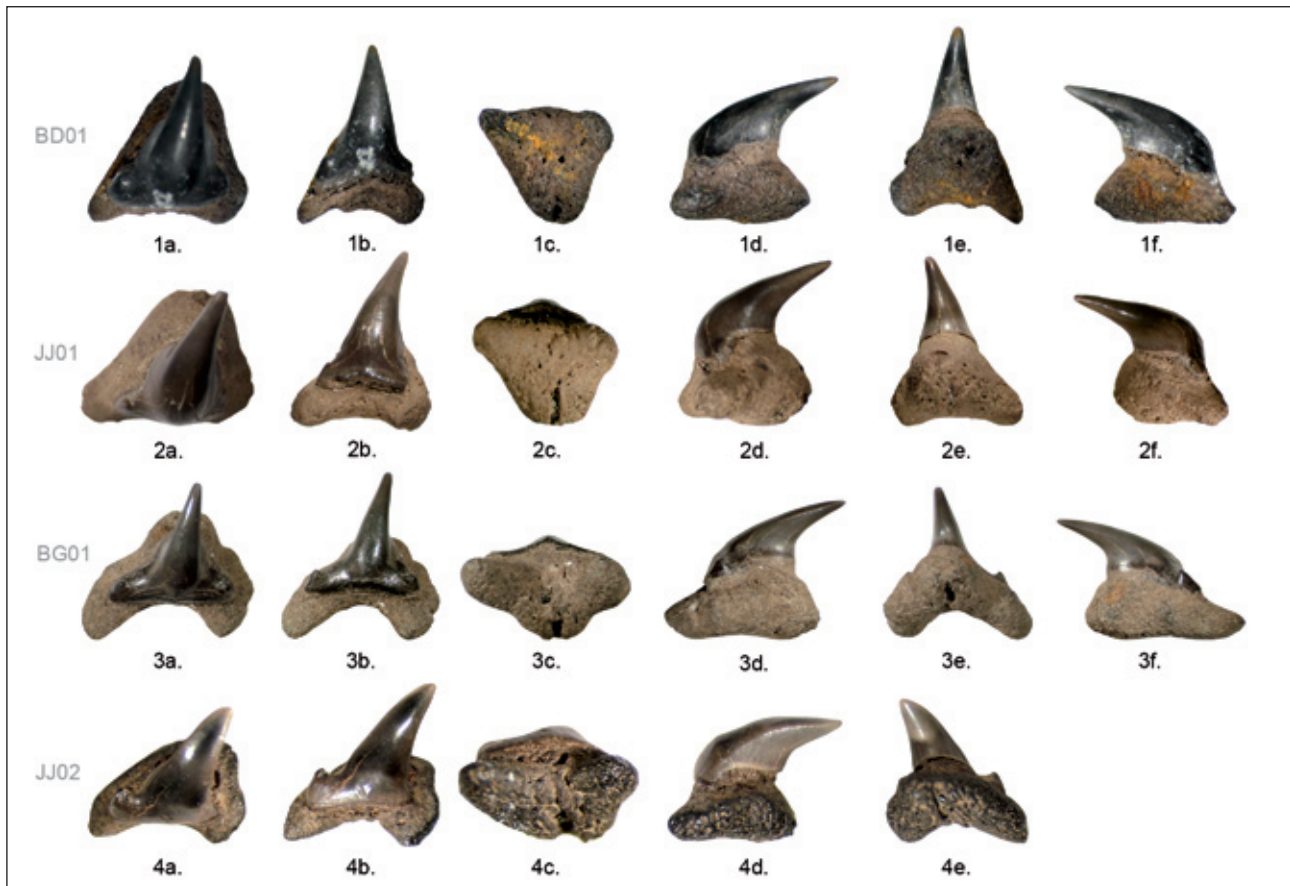 BD01
1a. 1b. 1c. 1d. 1e. 1f.
JJ01
2a. 2b. 2c. 2d. 2e. 2f.
BG01
3a. 3b. 3c. 3d. 3e. 3f.
JJ02
4a. 4b. 4c. 4d. 4e.